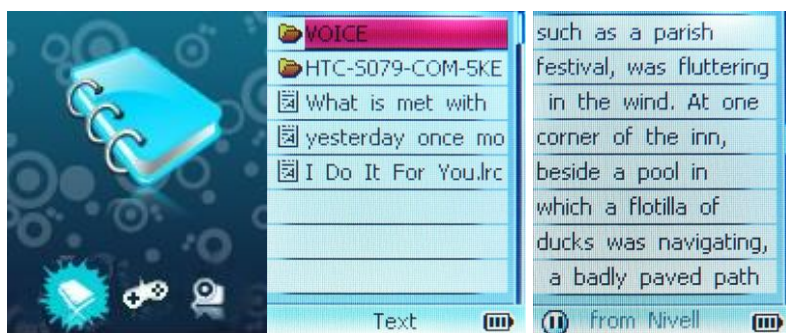 VOICE
HTC-S079-COM-5KE
What is met with
yesterday once mo
I Do It For You.lrc
Text
such as a parish
festival, was fluttering
in the wind. At one
corner of the inn,
beside a pool in
which a flotilla of
ducks was navigating,
a badly paved path
from Nivell